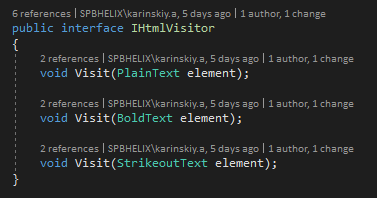 6 references | SPBHELIX\karinskiy.a, 5 days ago | 1 author, 1 change
public interface IHtmlVisitor
{
2 references | SPBHELIX\karinskiy.a, 5 days ago | 1 author, 1 change
void Visit(PlainText element);
2 references | SPBHELIX\karinskiy.a, 5 days ago | 1 author, 1 change
void Visit(BoldText element);
2 references | SPBHELIX\karinskiy.a, 5 days ago | 1 author, 1 change
void Visit(StrikeoutText element);
}